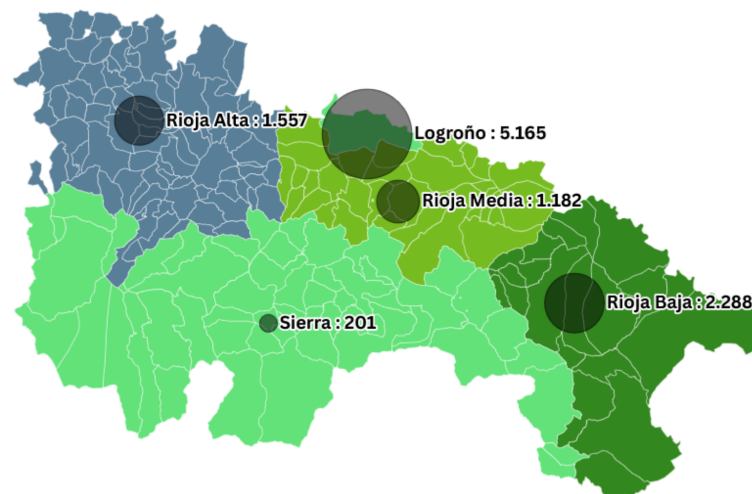 Rioja Alta : 1.557
Logroño : 5.165
Rioja Media : 1.182
Rioja Baja : 2.288
Sierra : 201